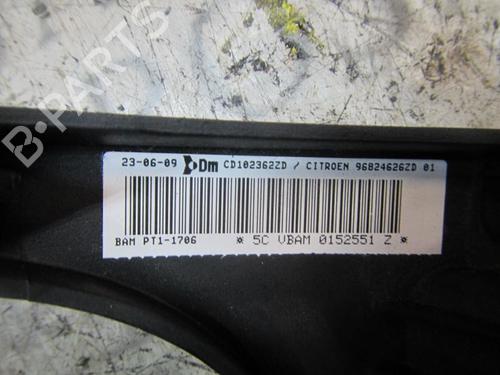 B-PARTS
23-06-09 Dm CD102362ZD / CITROEN 96824626ZD 01
BAM PT1-1706 * 5C VBAM 0152551 Z *